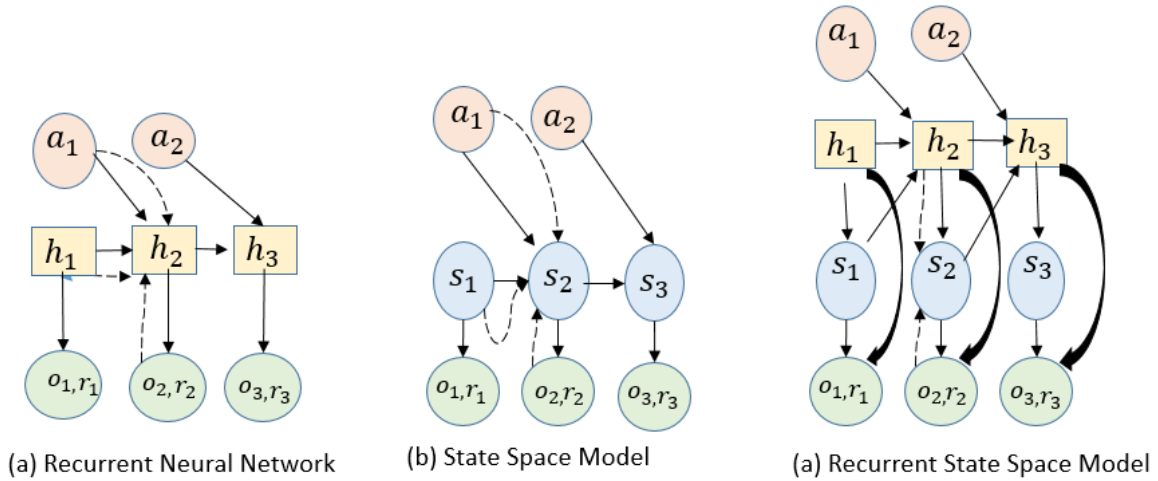 a₁ a₂
h₁ h₂ h₃
o₁,r₁ o₂,r₂ o₃,r₃
(a) Recurrent Neural Network
a₁ a₂
s₁ s₂ s₃
o₁,r₁ o₂,r₂ o₃,r₃
(b) State Space Model
a₁ a₂
h₁ h₂ h₃
s₁ s₂ s₃
o₁,r₁ o₂,r₂ o₃,r₃
(a) Recurrent State Space Model